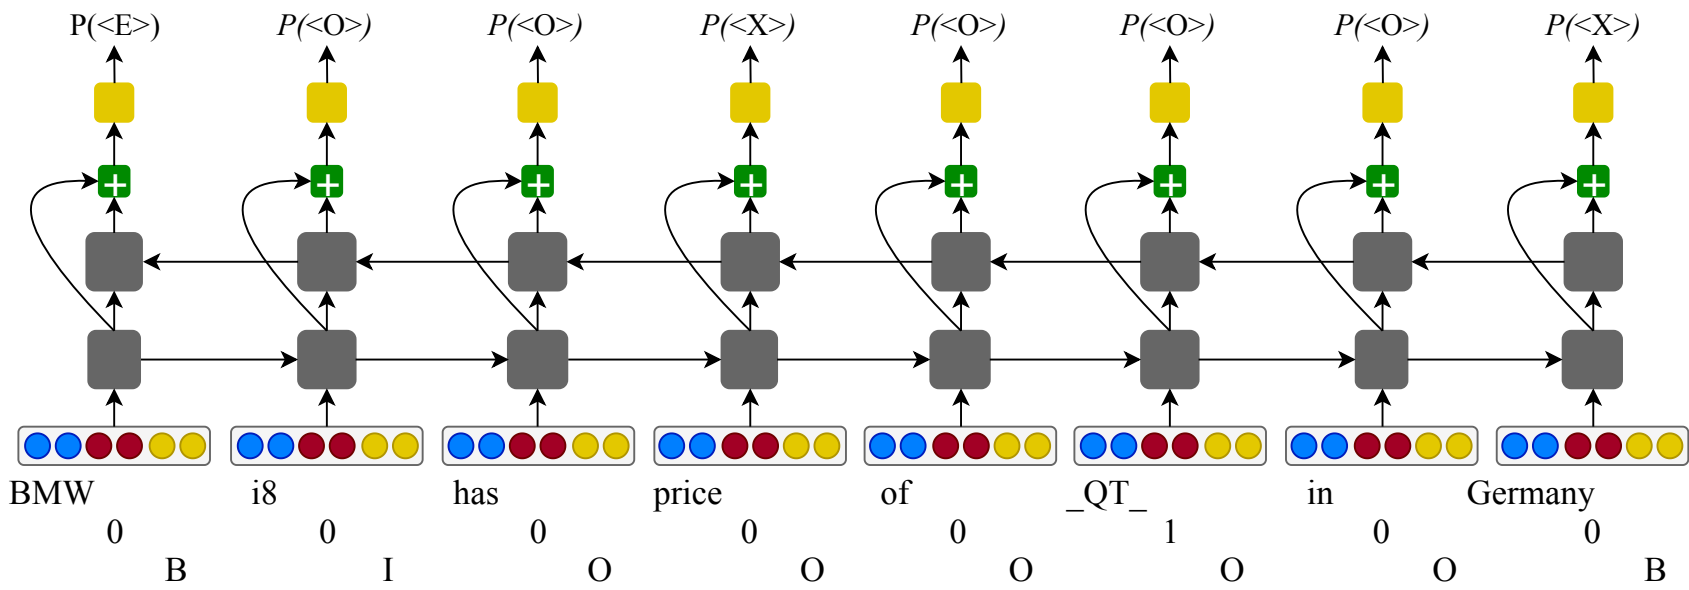 P(<E>) P(<O>) P(<O>) P(<X>) P(<O>) P(<O>) P(<O>) P(<X>)
+ + + + + + + +
BMW i8 has price of _QT_ in Germany
0 0 0 0 0 1 0 0
B I O O O O O B